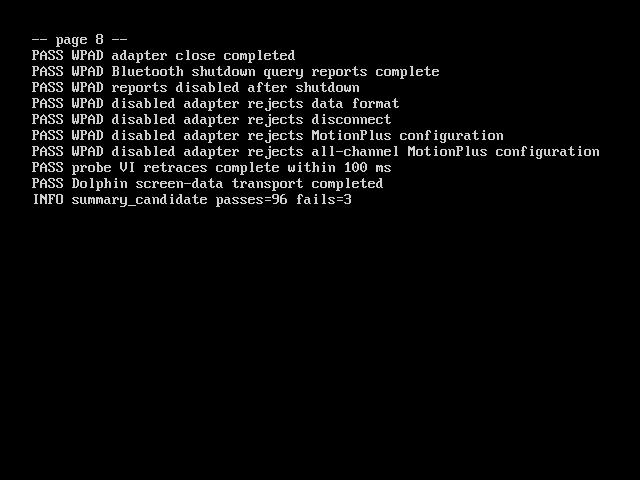 -- page 8 --
PASS WPAD adapter close completed
PASS WPAD Bluetooth shutdown query reports complete
PASS WPAD reports disabled after shutdown
PASS WPAD disabled adapter rejects data format
PASS WPAD disabled adapter rejects disconnect
PASS WPAD disabled adapter rejects MotionPlus configuration
PASS WPAD disabled adapter rejects all-channel MotionPlus configuration
PASS probe VI retraces complete within 100 ms
PASS Dolphin screen-data transport completed
INFO summary_candidate passes=96 fails=3